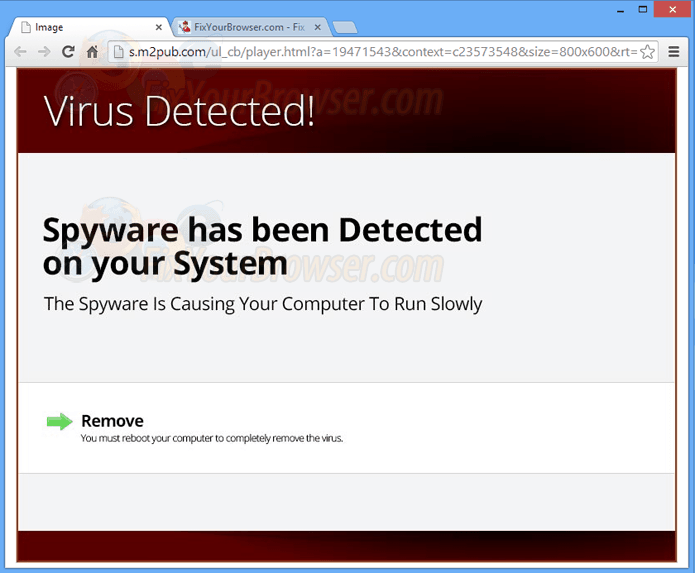 Image
FixYourBrowser.com - Fix
s.m2pub.com/ul_cb/player.html?a=19471543&context=c23573548&size=800x600&rt=
FixYourBrowser.com
Virus Detected!
Spyware has been Detected
on your System
FixYourBrowser.com
The Spyware Is Causing Your Computer To Run Slowly
Remove
You must reboot your computer to completely remove the virus.